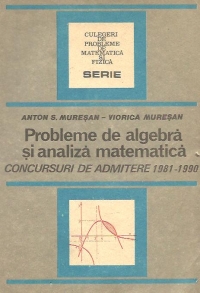 CULEGERI
DE
PROBLEME
DE
MATEMATICĂ
ȘI
FIZICĂ
SERIE
ANTON S. MUREȘAN - VIORICA MUREȘAN
Probleme de algebră
și analiză matematică
CONCURSURI DE ADMITERE 1981-1990